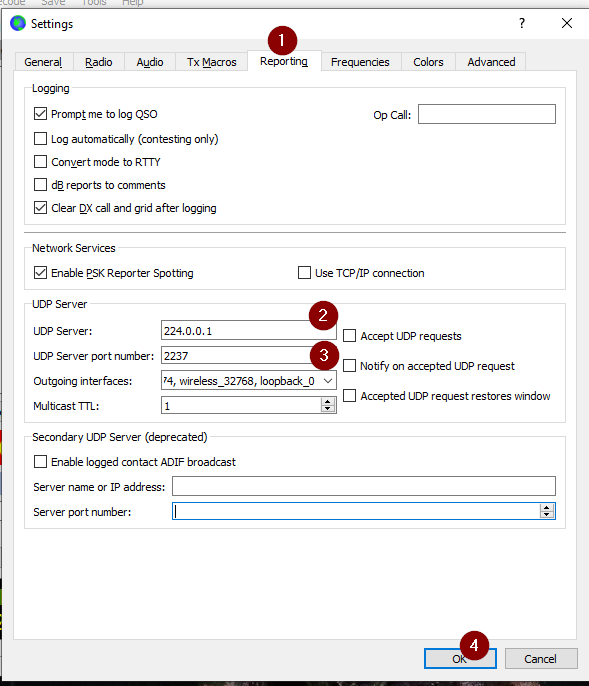 ecode Save Tools Help
Settings ?
1
General Radio Audio Tx Macros Reporting Frequencies Colors Advanced
Logging
Prompt me to log QSO Op Call:
Log automatically (contesting only)
Convert mode to RTTY
dB reports to comments
Clear DX call and grid after logging
Network Services
Enable PSK Reporter Spotting Use TCP/IP connection
UDP Server
UDP Server: 224.0.0.1 2 Accept UDP requests
UDP Server port number: 2237 3 Notify on accepted UDP request
Outgoing interfaces: 74, wireless_32768, loopback_0
Multicast TTL: 1 Accepted UDP request restores window
Secondary UDP Server (deprecated)
Enable logged contact ADIF broadcast
Server name or IP address:
Server port number:
4
OK Cancel